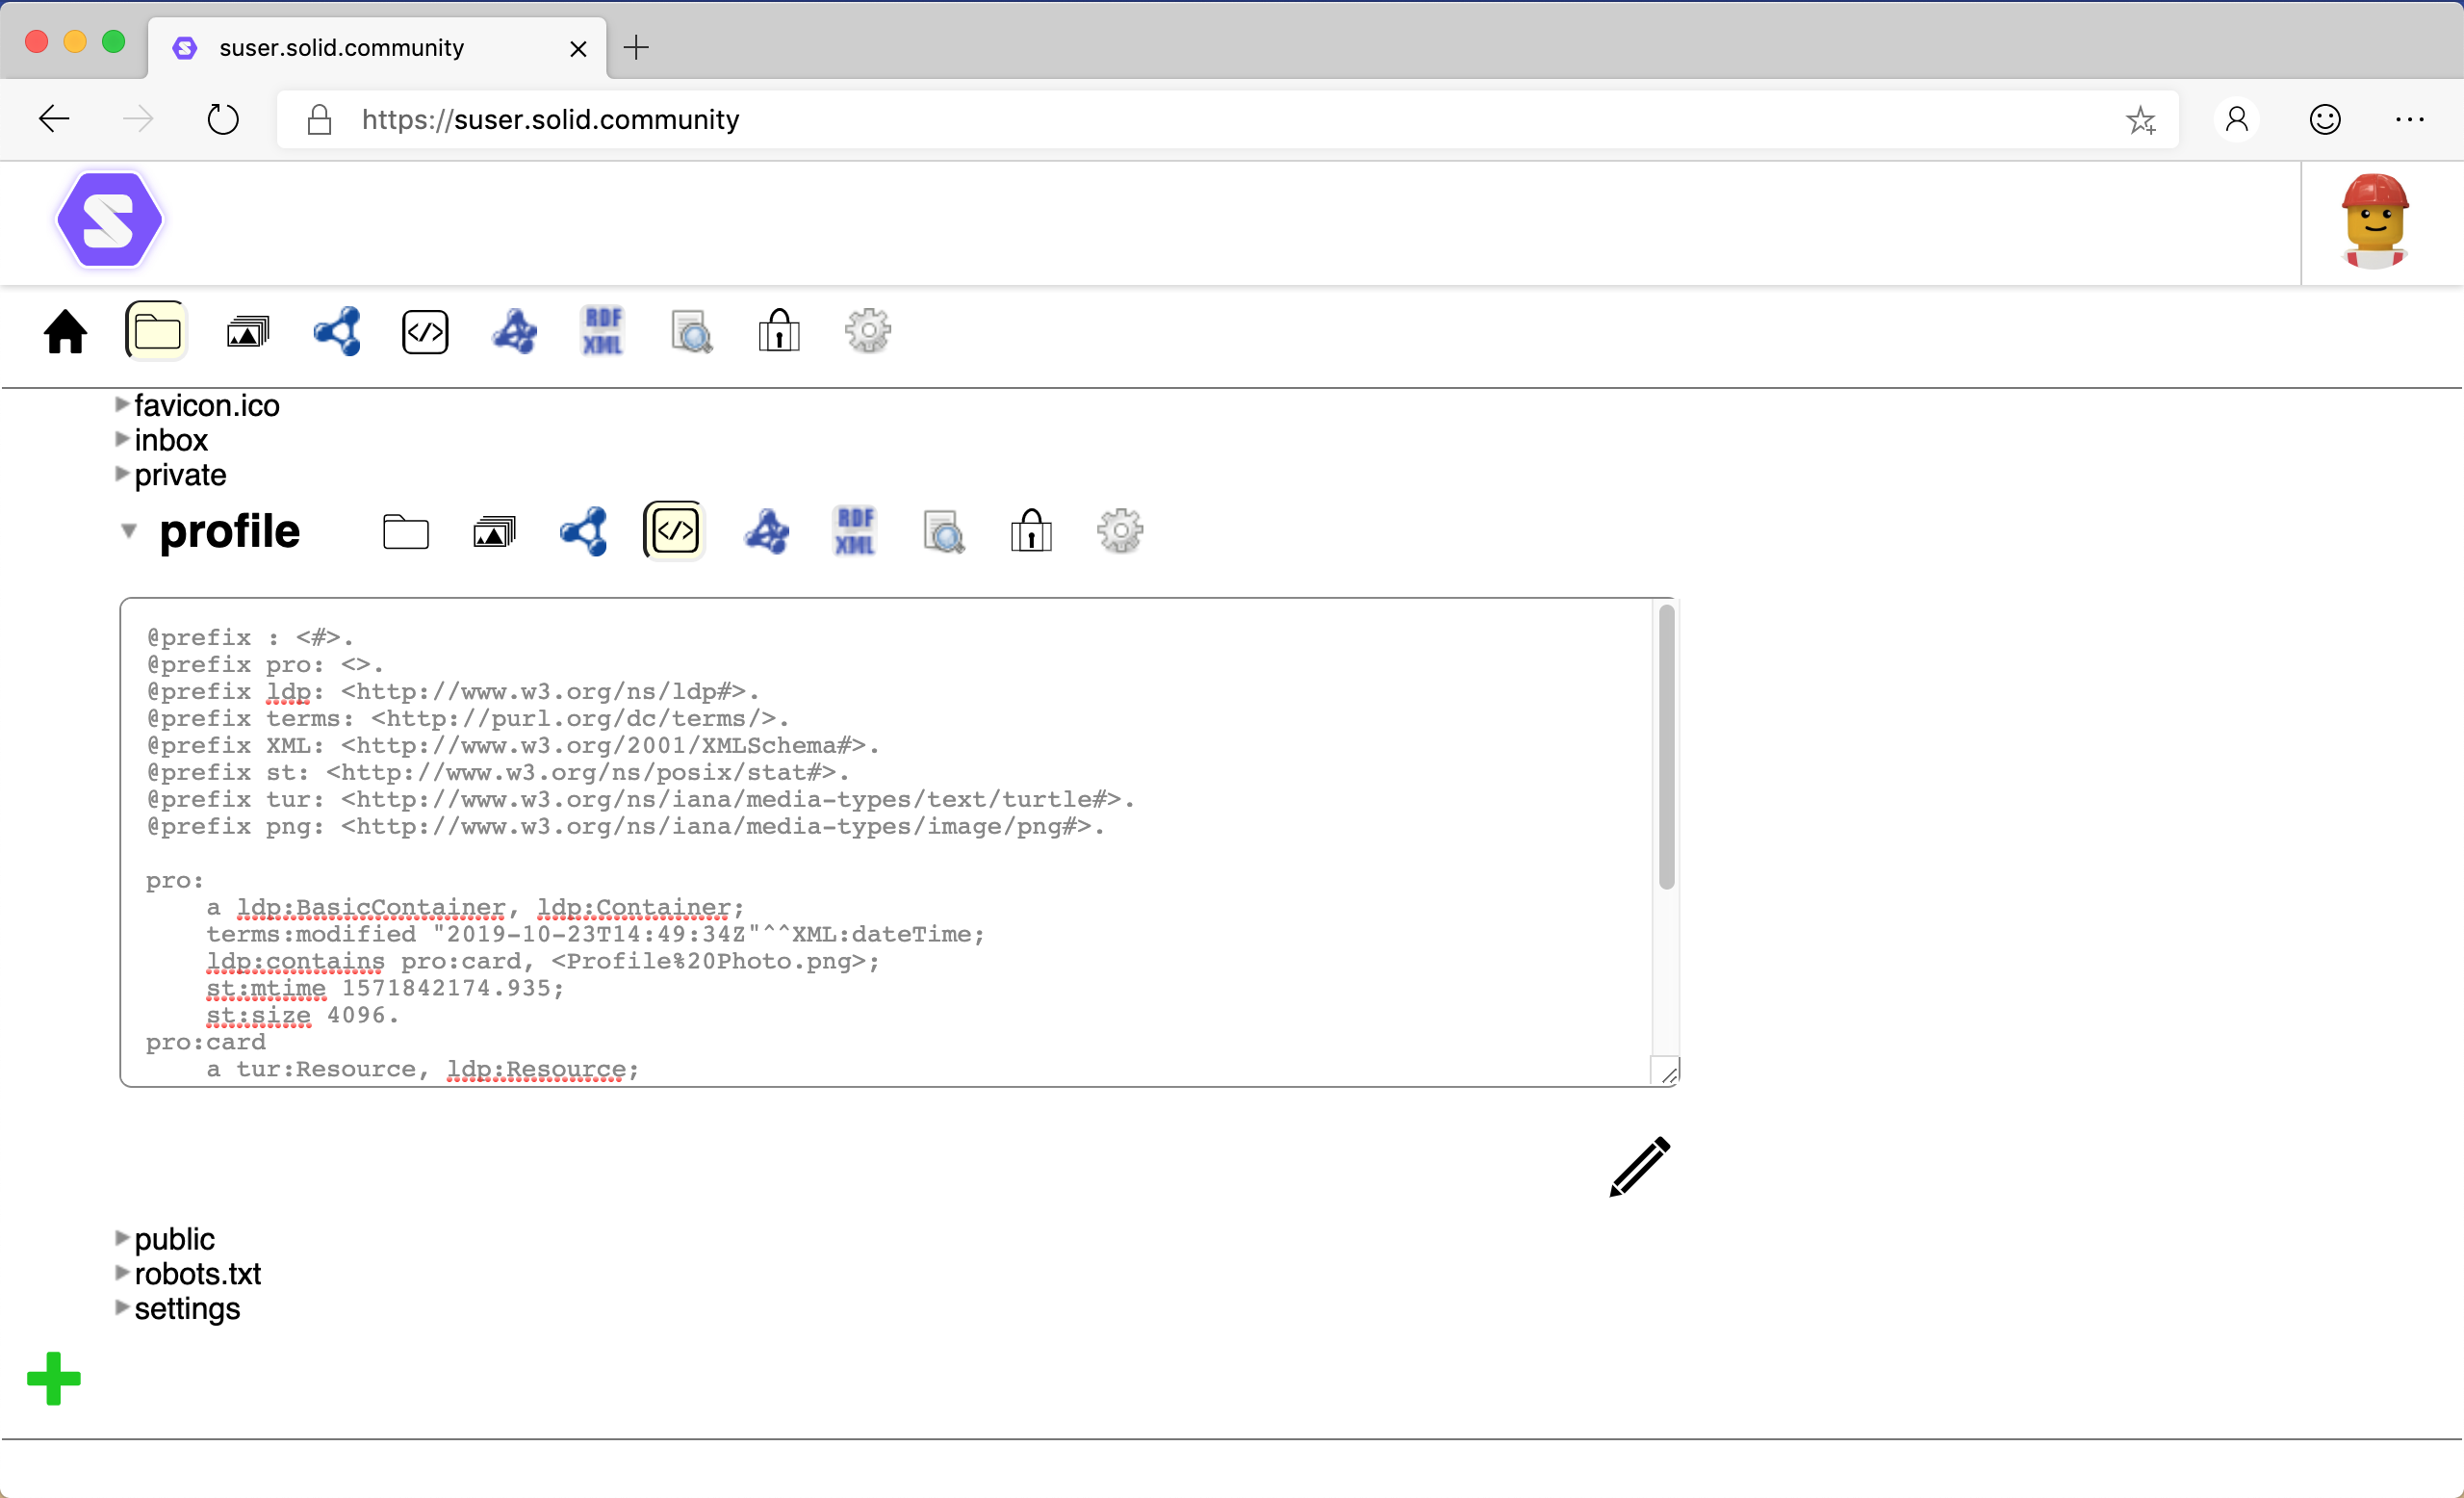 suser.solid.community
https://suser.solid.community
RDF
XML
favicon.ico
inbox
private
profile
RDF
XML
@prefix : <#>.
@prefix pro: <>.
@prefix ldp: <http://www.w3.org/ns/ldp#>.
@prefix terms: <http://purl.org/dc/terms/>.
@prefix XML: <http://www.w3.org/2001/XMLSchema#>.
@prefix st: <http://www.w3.org/ns/posix/stat#>.
@prefix tur: <http://www.w3.org/ns/iana/media-types/text/turtle#>.
@prefix png: <http://www.w3.org/ns/iana/media-types/image/png#>.
pro:
a ldp:BasicContainer, ldp:Container;
terms:modified "2019-10-23T14:49:34Z"^^XML:dateTime;
ldp:contains pro:card, <Profile%20Photo.png>;
st:mtime 1571842174.935;
st:size 4096.
pro:card
a tur:Resource, ldp:Resource;
public
robots.txt
settings